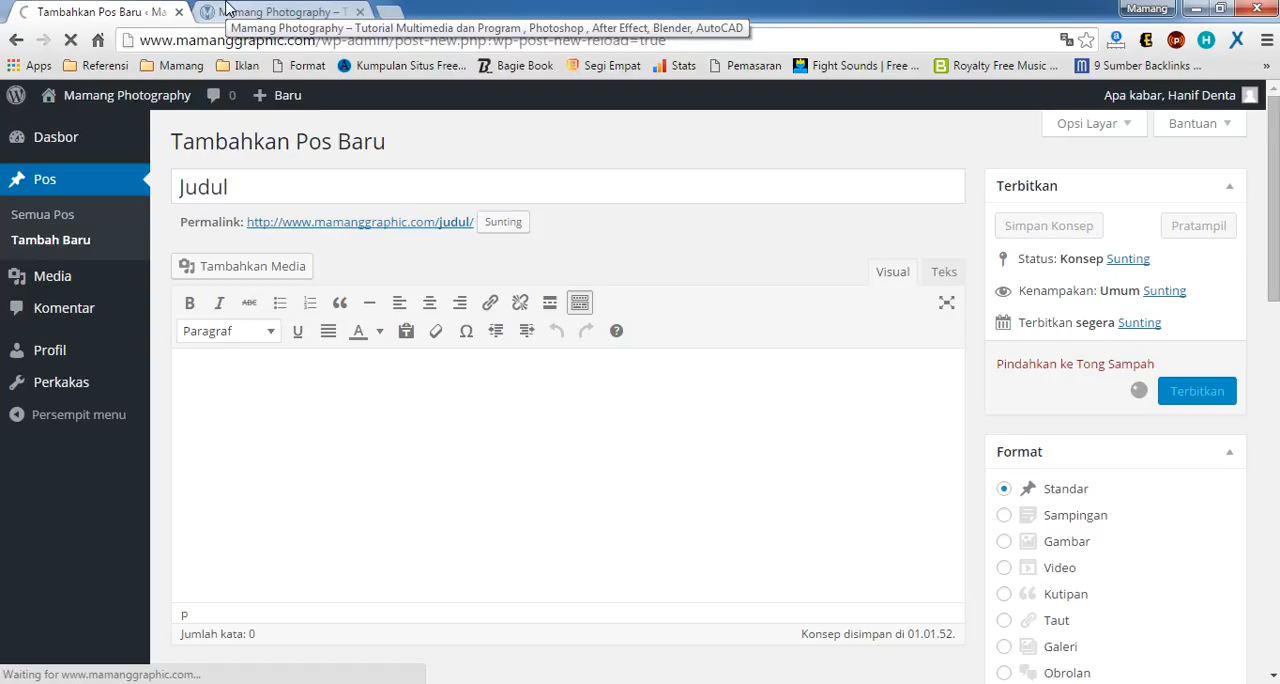 Tambahkan Pos Baru ‹ Ma
Mamang Photography – T
Mamang
Mamang Photography – Tutorial Multimedia dan Program , Photoshop , After Effect, Blender, AutoCAD
www.mamanggraphic.com/wp-admin/post-new.php?wp-post-new-reload=true
Apps Referensi Mamang Iklan Format Kumpulan Situs Free... Bagie Book Segi Empat Stats Pemasaran Fight Sounds | Free ... Royalty Free Music ... 9 Sumber Backlinks ... »
Mamang Photography 0 Baru Apa kabar, Hanif Denta
Dasbor
Pos
Semua Pos
Tambah Baru
Media
Komentar
Profil
Perkakas
Persempit menu
Opsi Layar Bantuan
Tambahkan Pos Baru
Judul
Permalink: http://www.mamanggraphic.com/judul/ Sunting
Tambahkan Media
Visual Teks
B I ABC
Paragraf U A Ω
p
Jumlah kata: 0 Konsep disimpan di 01.01.52.
Terbitkan
Simpan Konsep Pratampil
Status: Konsep Sunting
Kenampakan: Umum Sunting
Terbitkan segera Sunting
Pindahkan ke Tong Sampah
Terbitkan
Format
Standar
Sampingan
Gambar
Video
Kutipan
Taut
Galeri
Obrolan
Waiting for www.mamanggraphic.com...